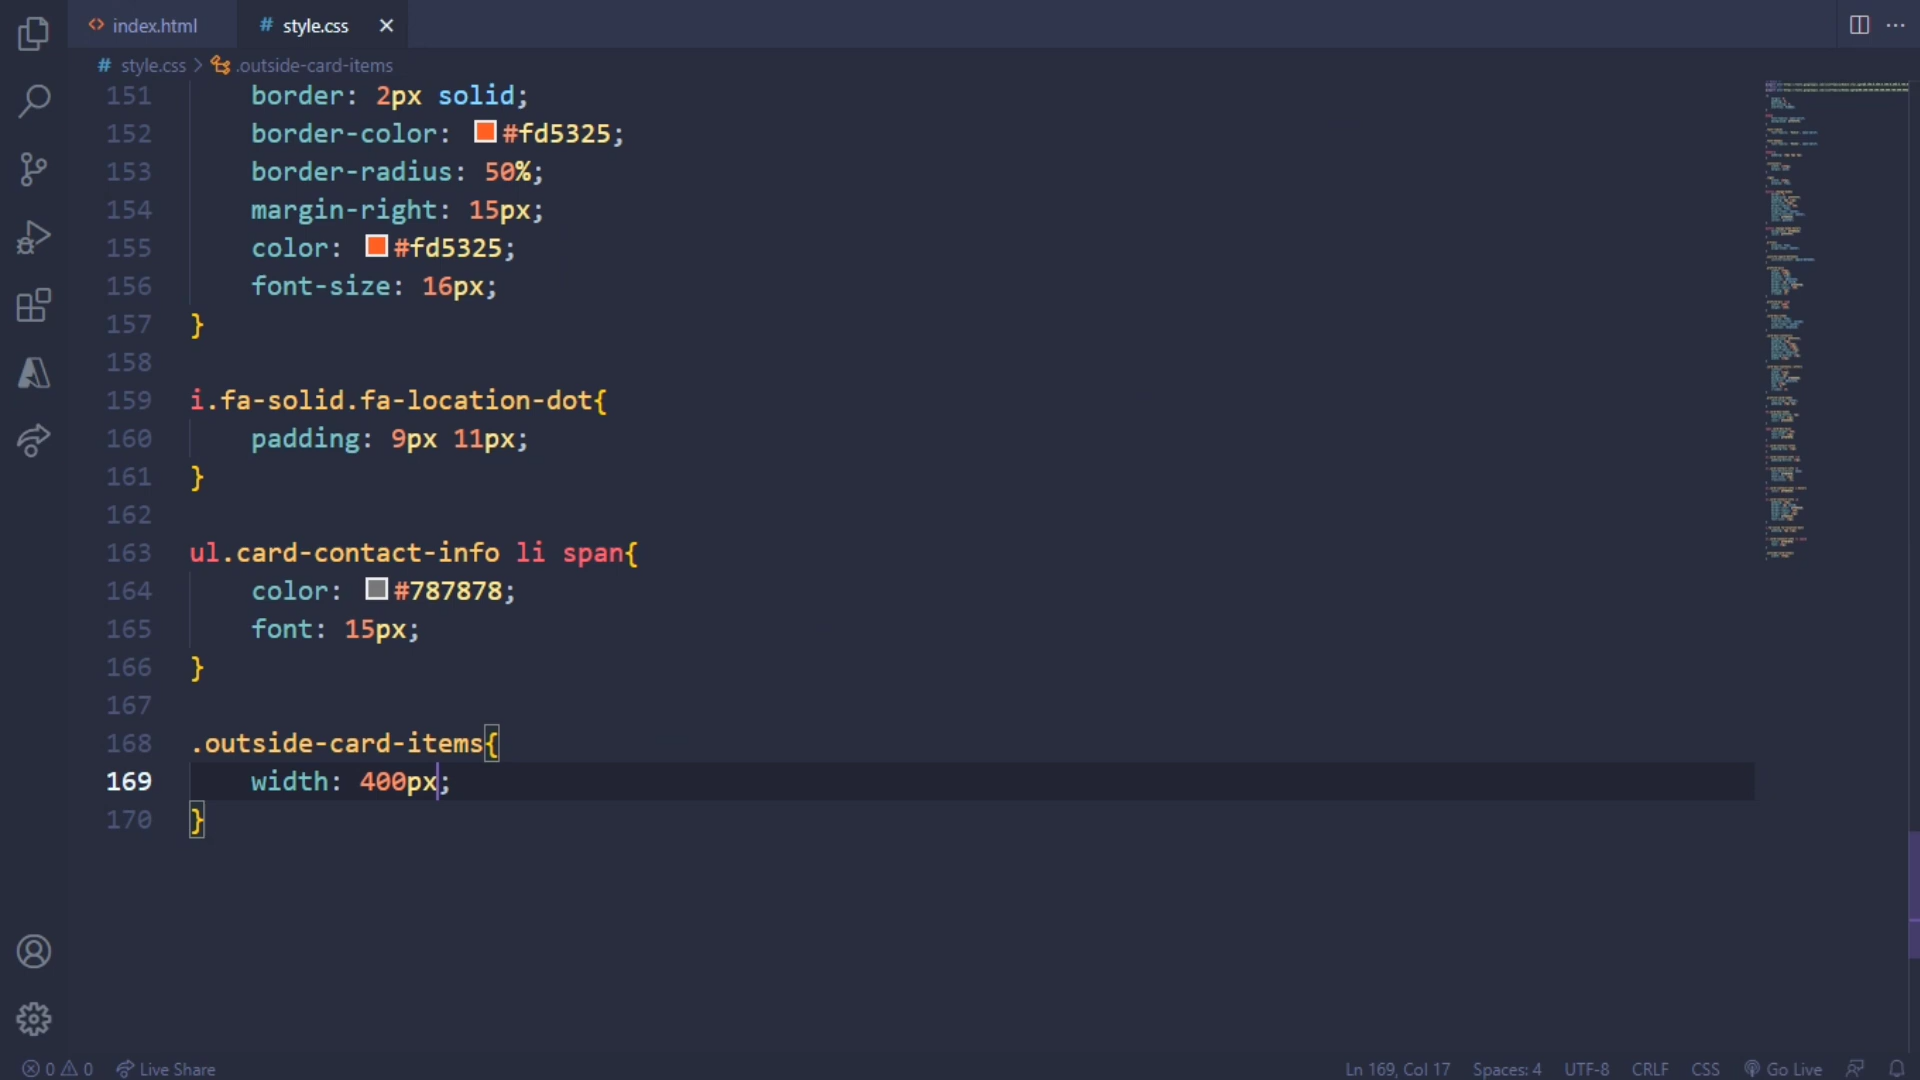 index.html
style.css
style.css > .outside-card-items
151 border: 2px solid;
152 border-color: #fd5325;
153 border-radius: 50%;
154 margin-right: 15px;
155 color: #fd5325;
156 font-size: 16px;
157 }
158
159 i.fa-solid.fa-location-dot{
160 padding: 9px 11px;
161 }
162
163 ul.card-contact-info li span{
164 color: #787878;
165 font: 15px;
166 }
167
168 .outside-card-items{
169 width: 400px;
170 }
0 0 Live Share Ln 169, Col 17 Spaces: 4 UTF-8 CRLF CSS Go Live